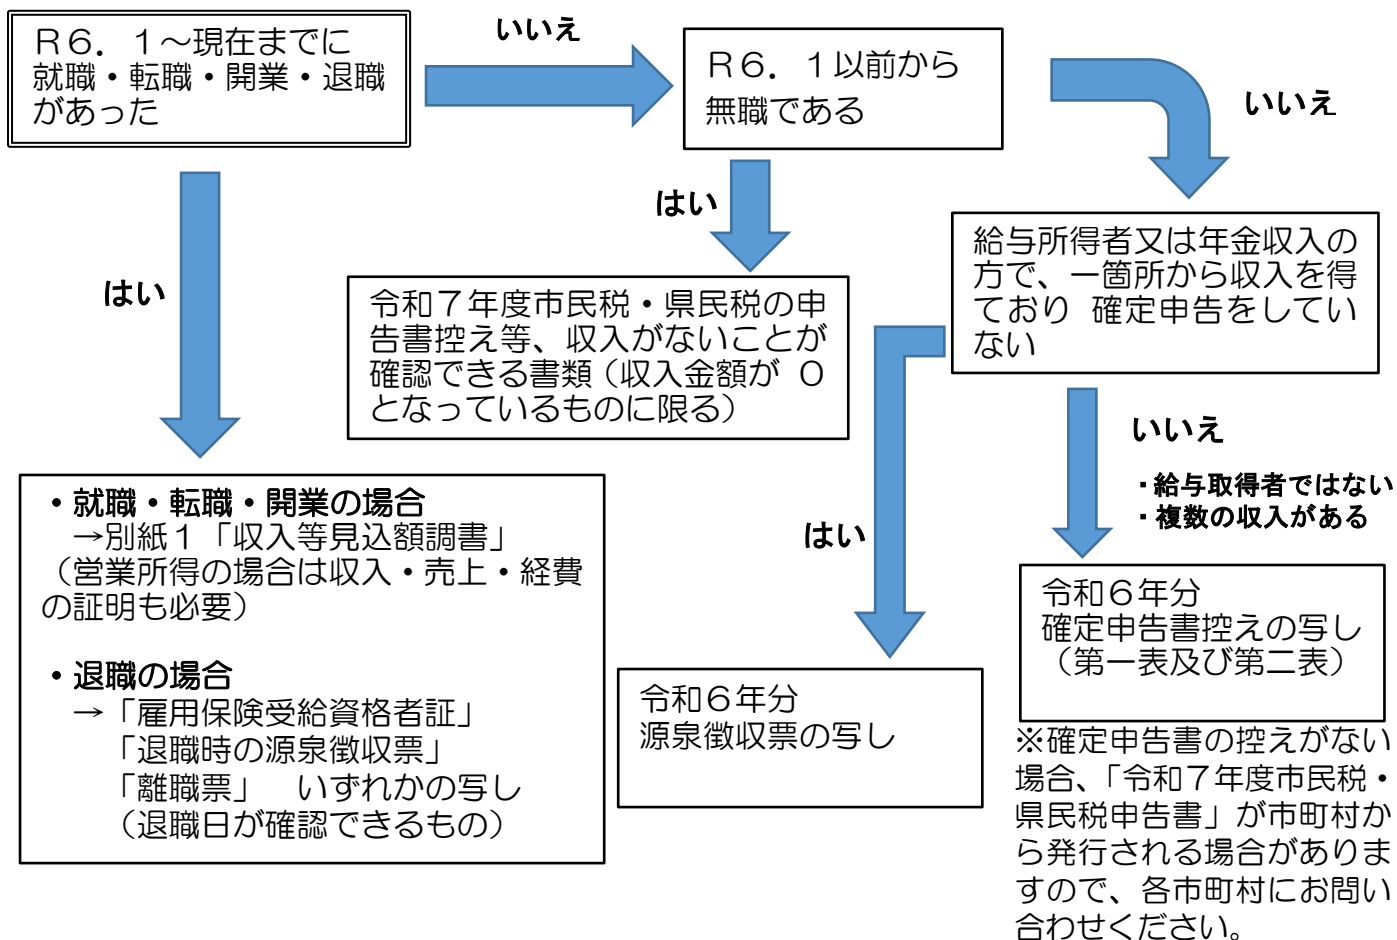 R6．1～現在までに
就職・転職・開業・退職
があった
いいえ
R6．1以前から
無職である
いいえ
はい
はい
令和7年度市民税・県民税の申
告書控え等、収入がないことが
確認できる書類（収入金額が 0
となっているものに限る）
給与所得者又は年金収入の
方で、一箇所から収入を得
ており 確定申告をしてい
ない
・就職・転職・開業の場合
→別紙1「収入等見込額調書」
（営業所得の場合は収入・売上・経費
の証明も必要）
・退職の場合
→「雇用保険受給資格者証」
「退職時の源泉徴収票」
「離職票」 いずれかの写し
（退職日が確認できるもの）
はい
令和6年分
源泉徴収票の写し
いいえ
・給与取得者ではない
・複数の収入がある
令和6年分
確定申告書控えの写し
（第一表及び第二表）
※確定申告書の控えがない
場合、「令和7年度市民税・
県民税申告書」が市町村か
ら発行される場合がありま
すので、各市町村にお問い
合わせください。